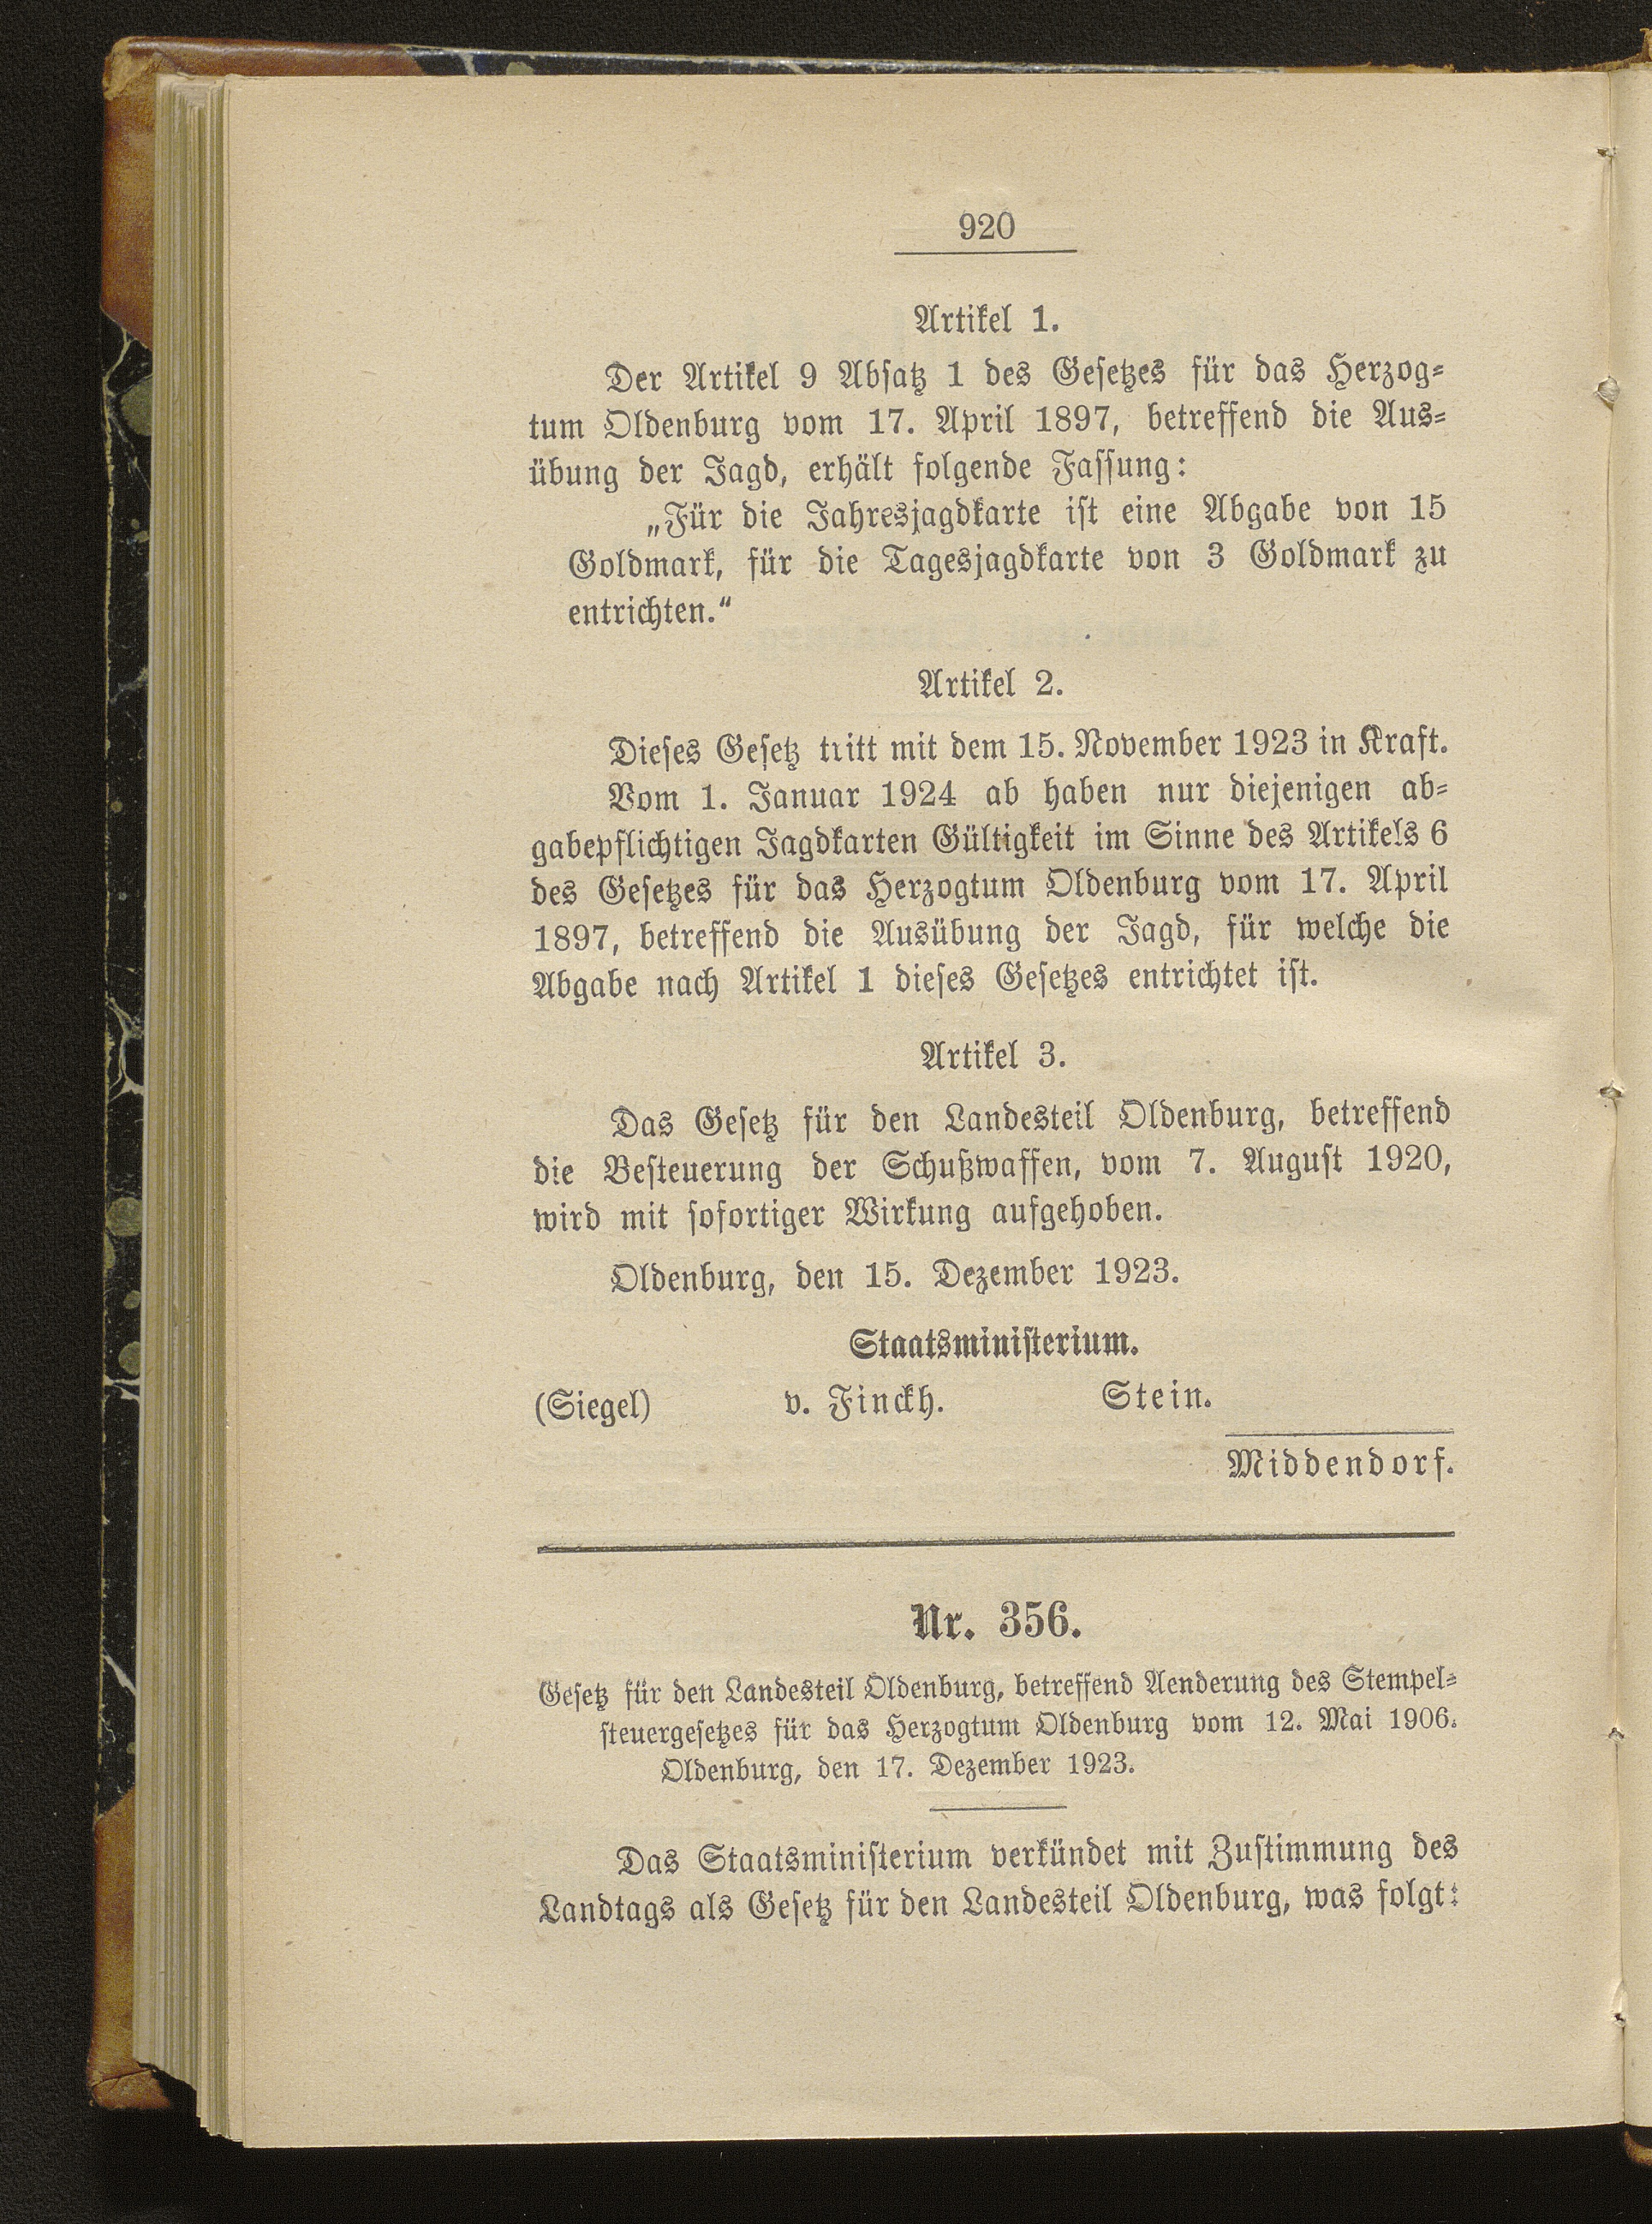 920
Artikel 1.
Der Artikel 9 Absatz 1 des Gesetzes für das Herzog-
tum Oldenburg vom 17. April 1897, betreffend die Aus-
übung der Jagd, erhält folgende Fassung:
„Für die Jahresjagdkarte ist eine Abgabe von 15
Goldmark, für die Tagesjagdkarte von 3 Goldmark zu
entrichten.“
Artikel 2.
Dieses Gesetz tritt mit dem 15. November 1923 in Kraft.
Vom 1. Januar 1924 ab haben nur diejenigen ab-
gabepflichtigen Jagdkarten Gültigkeit im Sinne des Artikels 6
des Gesetzes für das Herzogtum Oldenburg vom 17. April
1897, betreffend die Ausübung der Jagd, für welche die
Abgabe nach Artikel 1 dieses Gesetzes entrichtet ist.
Artikel 3.
Das Gesetz für den Landesteil Oldenburg, betreffend
die Besteuerung der Schußwaffen, vom 7. August 1920,
wird mit sofortiger Wirkung aufgehoben.
Oldenburg, den 15. Dezember 1923.
Staatsministerium.
(Siegel) v. Finckh. Stein.
Middendorf.
Nr. 356.
Gesetz für den Landesteil Oldenburg, betreffend Aenderung des Stempel-
steuergesetzes für das Herzogtum Oldenburg vom 12. Mai 1906.
Oldenburg, den 17. Dezember 1923.
Das Staatsministerium verkündet mit Zustimmung des
Landtags als Gesetz für den Landesteil Oldenburg, was folgt: